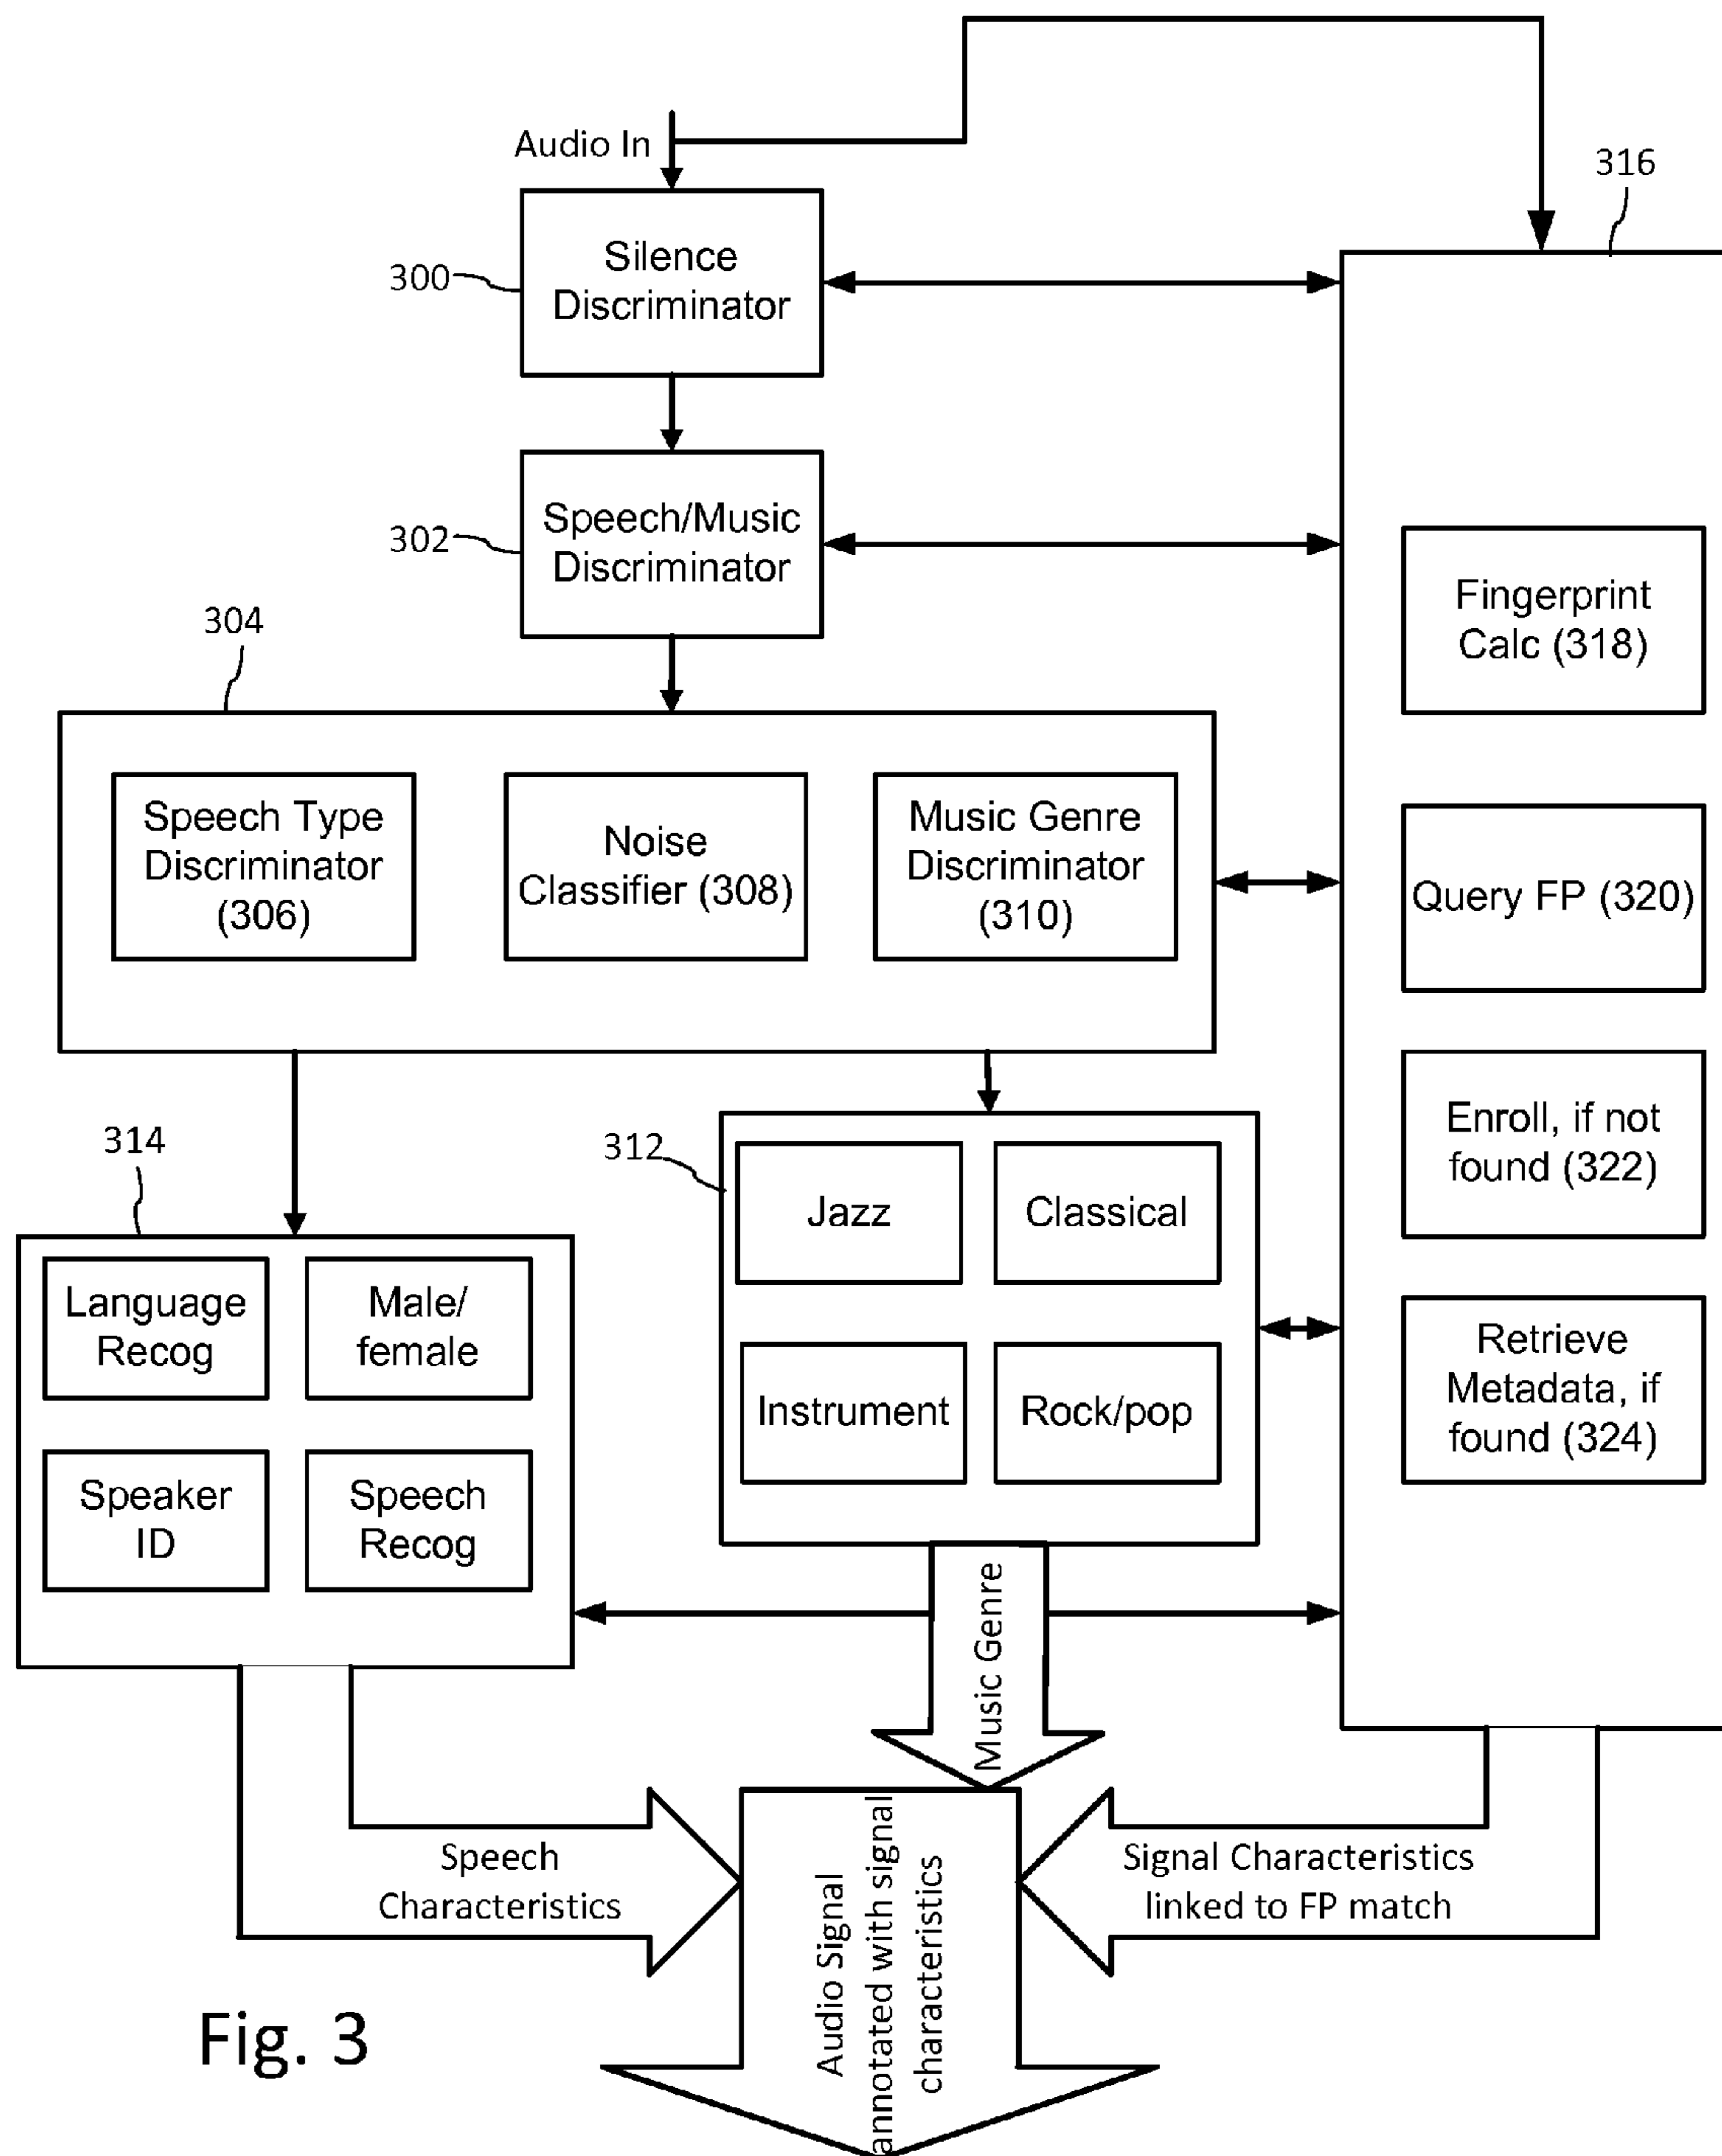 Audio In
316
300
Silence
Discriminator
302
Speech/Music
Discriminator
304
Speech Type
Discriminator
(306)
Noise
Classifier (308)
Music Genre
Discriminator
(310)
Fingerprint
Calc (318)
Query FP (320)
Enroll, if not
found (322)
Retrieve
Metadata, if
found (324)
314
Language
Recog
Male/
female
Speaker
ID
Speech
Recog
312
Jazz
Classical
Instrument
Rock/pop
Music Genre
Speech
Characteristics
Audio Signal
annotated with signal
characteristics
Signal Characteristics
linked to FP match
Fig. 3